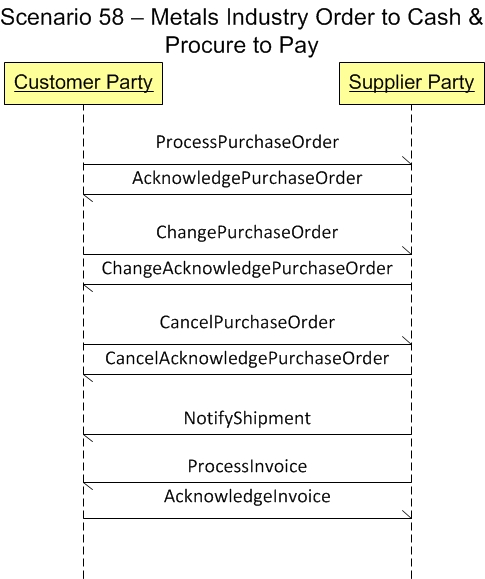 Scenario 58 – Metals Industry Order to Cash &
Procure to Pay
Customer Party
Supplier Party
ProcessPurchaseOrder
AcknowledgePurchaseOrder
ChangePurchaseOrder
ChangeAcknowledgePurchaseOrder
CancelPurchaseOrder
CancelAcknowledgePurchaseOrder
NotifyShipment
ProcessInvoice
AcknowledgeInvoice